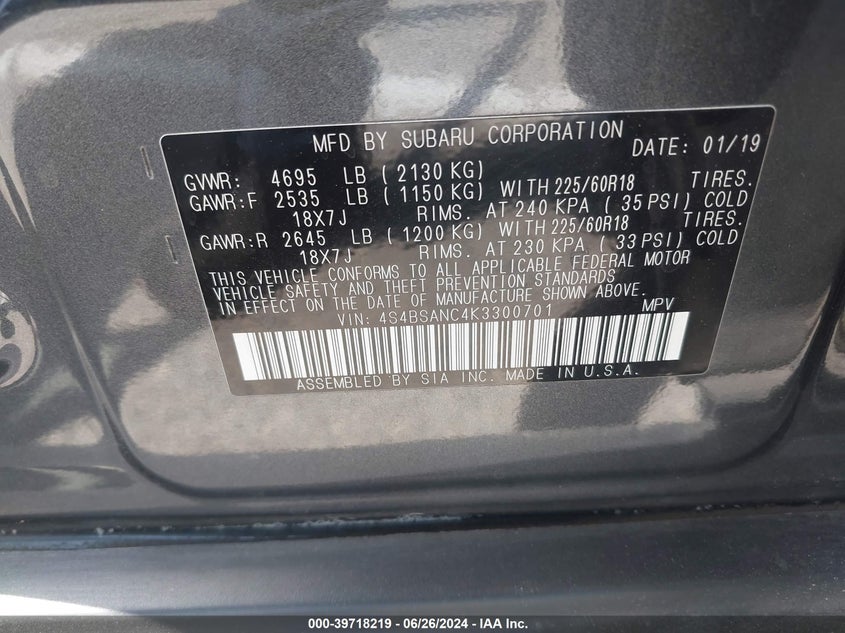 MFD BY SUBARU CORPORATION DATE: 01/19
GVWR: 4695 LB ( 2130 KG)
GAWR:F 2535 LB ( 1150 KG) WITH 225/60R18 TIRES.
18X7J RIMS. AT 240 KPA ( 35 PSI) COLD
GAWR:R 2645 LB ( 1200 KG) WITH 225/60R18 TIRES.
18X7J RIMS. AT 230 KPA ( 33 PSI) COLD
THIS VEHICLE CONFORMS TO ALL APPLICABLE FEDERAL MOTOR
VEHICLE SAFETY AND THEFT PREVENTION STANDARDS
IN EFFECT ON THE DATE OF MANUFACTURE SHOWN ABOVE.
VIN: 4S4BSANC4K3300701 MPV
ASSEMBLED BY SIA INC. MADE IN U.S.A.
000-39718219 - 06/26/2024 - IAA Inc.